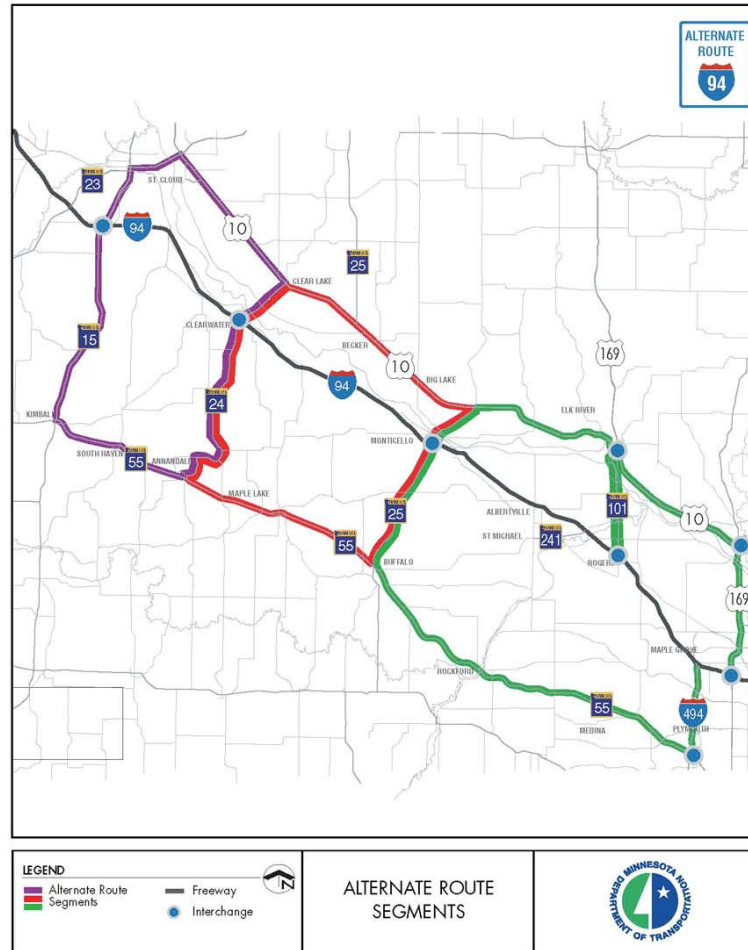 ALTERNATE
ROUTE
94
23
ST. CLOUD
94
10
25
CLEAR LAKE
CLEARWATER
15
BECKER
10
169
94
BIG LAKE
24
KIMBALL
ELK RIVER
MONTICELLO
SOUTH HAVEN
55
ANNANDALE
MAPLE LAKE
25
ALBERTVILLE
101
10
ST MICHAEL
241
55
BUFFALO
ROGERS
169
MAPLE GROVE
ROCKFORD
55
494
MEDINA
PLYMOUTH
LEGEND
Alternate Route
Segments
Freeway
Interchange
N
ALTERNATE ROUTE
SEGMENTS
MINNESOTA
DEPARTMENT OF TRANSPORTATION